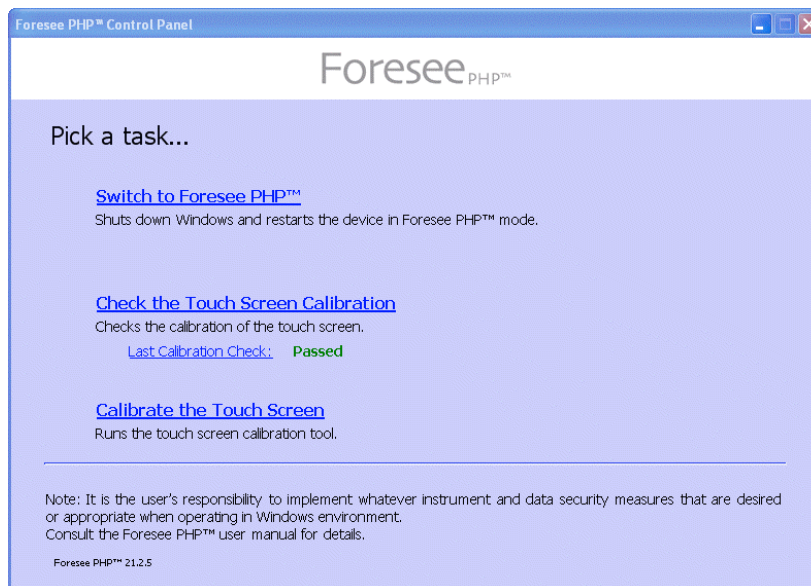 Foresee PHP™ Control Panel
Foresee PHP™
Pick a task...
Switch to Foresee PHP™
Shuts down Windows and restarts the device in Foresee PHP™ mode.
Check the Touch Screen Calibration
Checks the calibration of the touch screen.
Last Calibration Check: Passed
Calibrate the Touch Screen
Runs the touch screen calibration tool.
Note: It is the user's responsibility to implement whatever instrument and data security measures that are desired
or appropriate when operating in Windows environment.
Consult the Foresee PHP™ user manual for details.
Foresee PHP™ 21.2.5